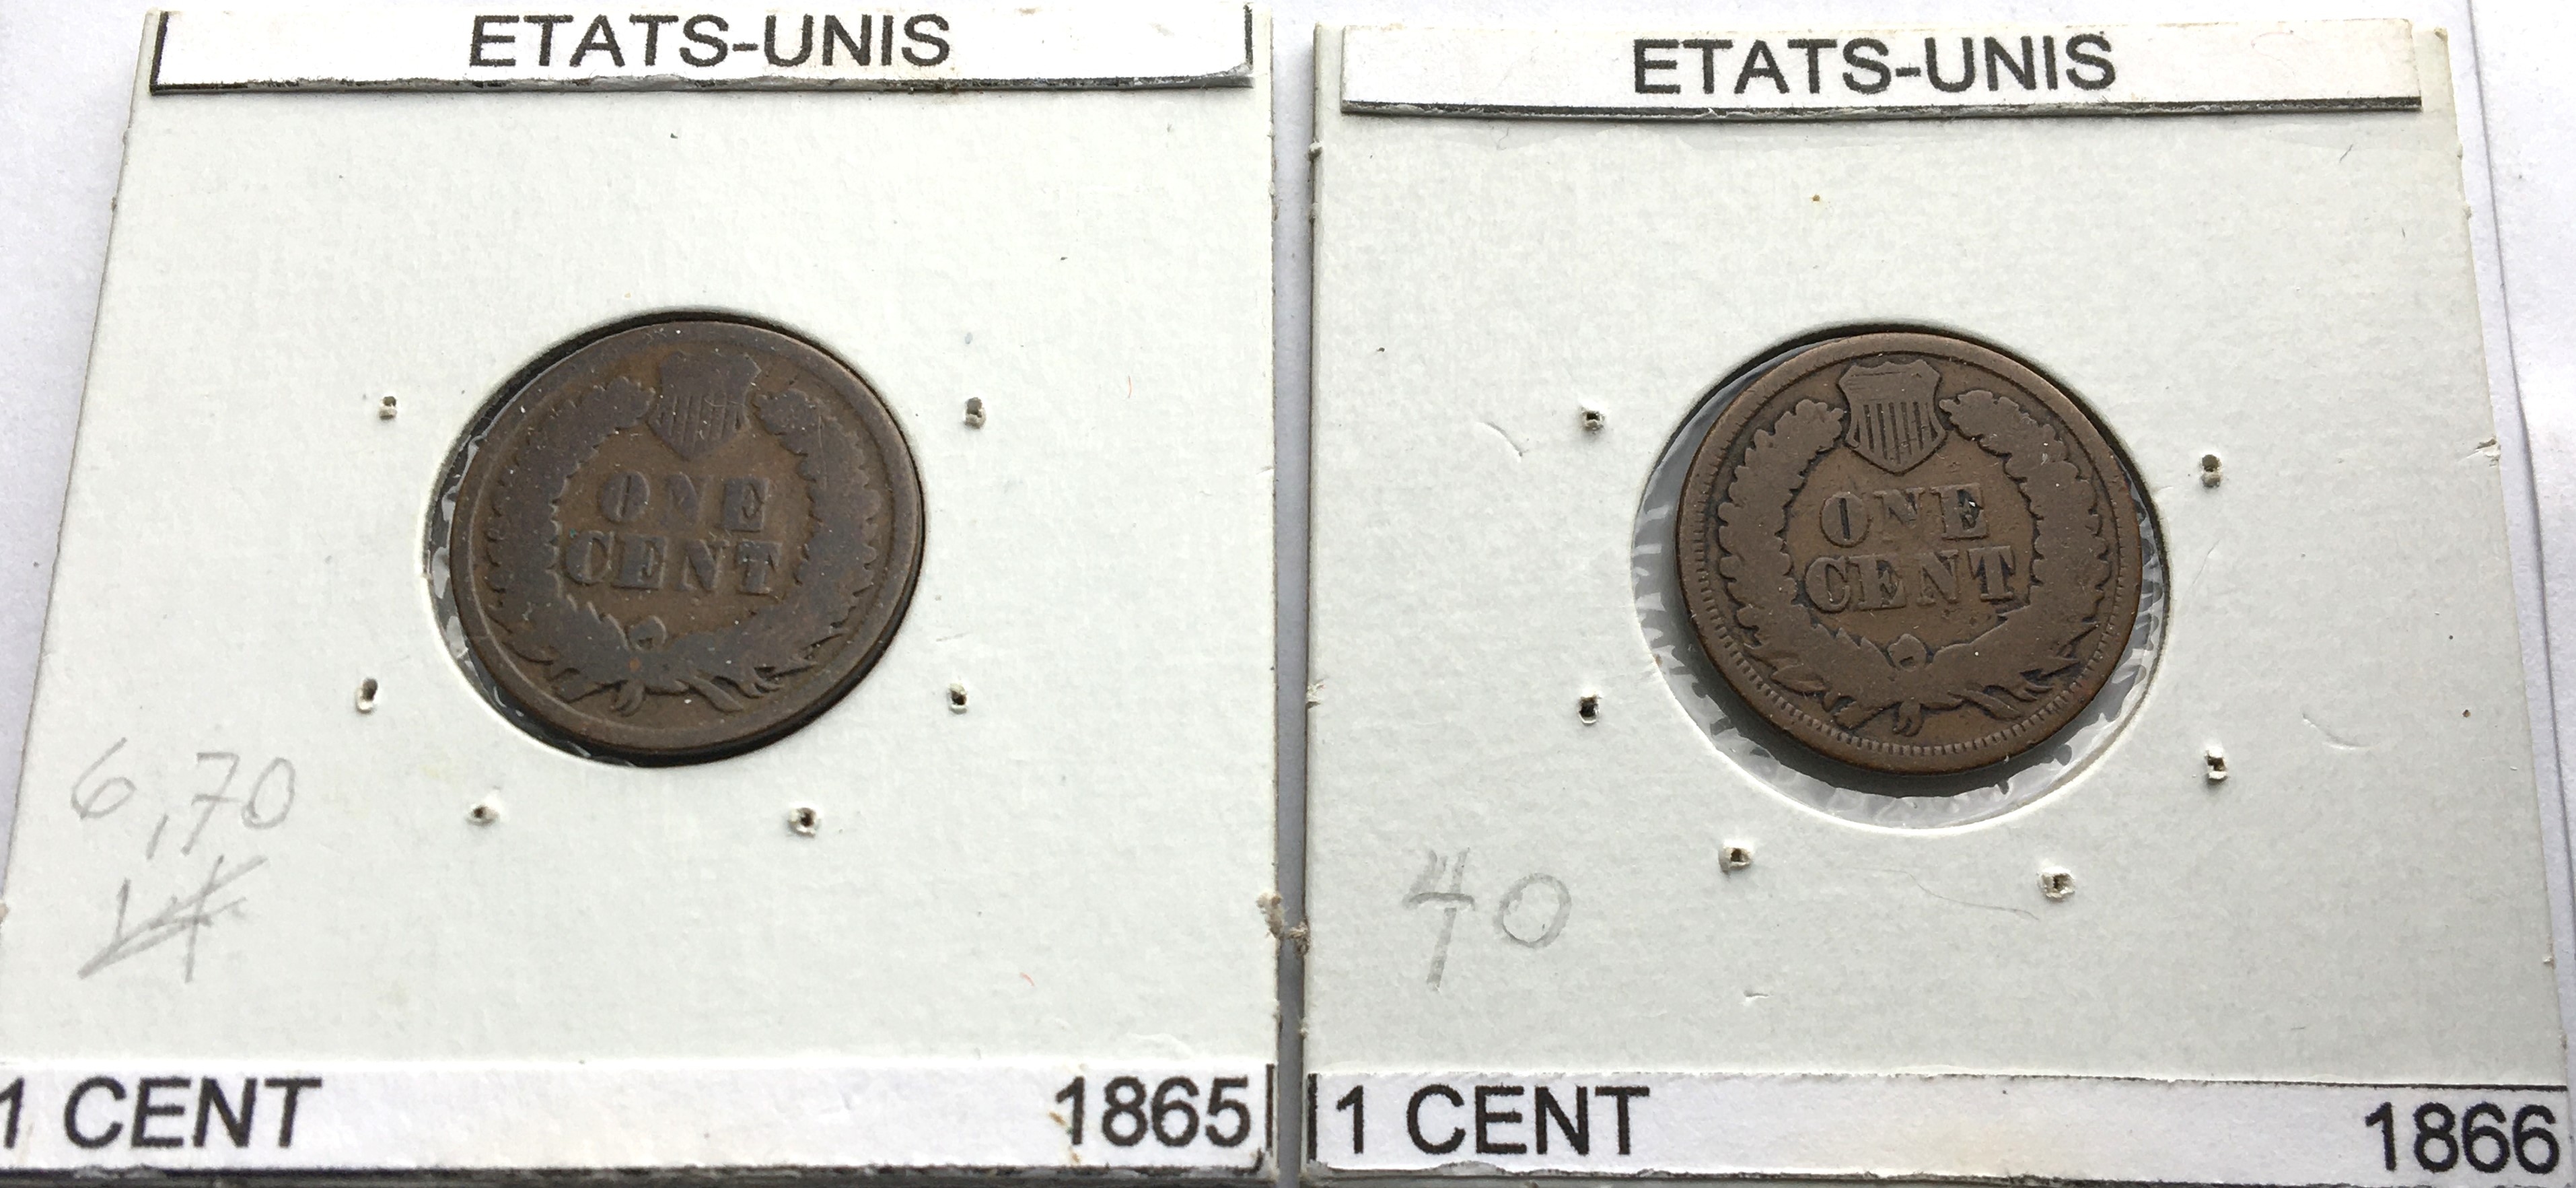 ETATS-UNIS
ONE
CENT
6,70
1 CENT 1865
ETATS-UNIS
ONE
CENT
40
1 CENT 1866